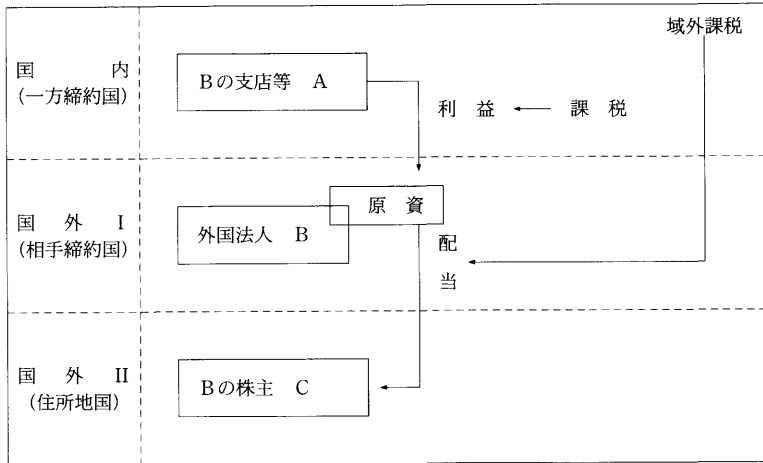 域外課税
国内
(一方締約国)
Bの支店等 A
利益 ← 課税
国外 I
(相手締約国)
原資
外国法人 B
配
当
国外 II
(住所地国)
Bの株主 C